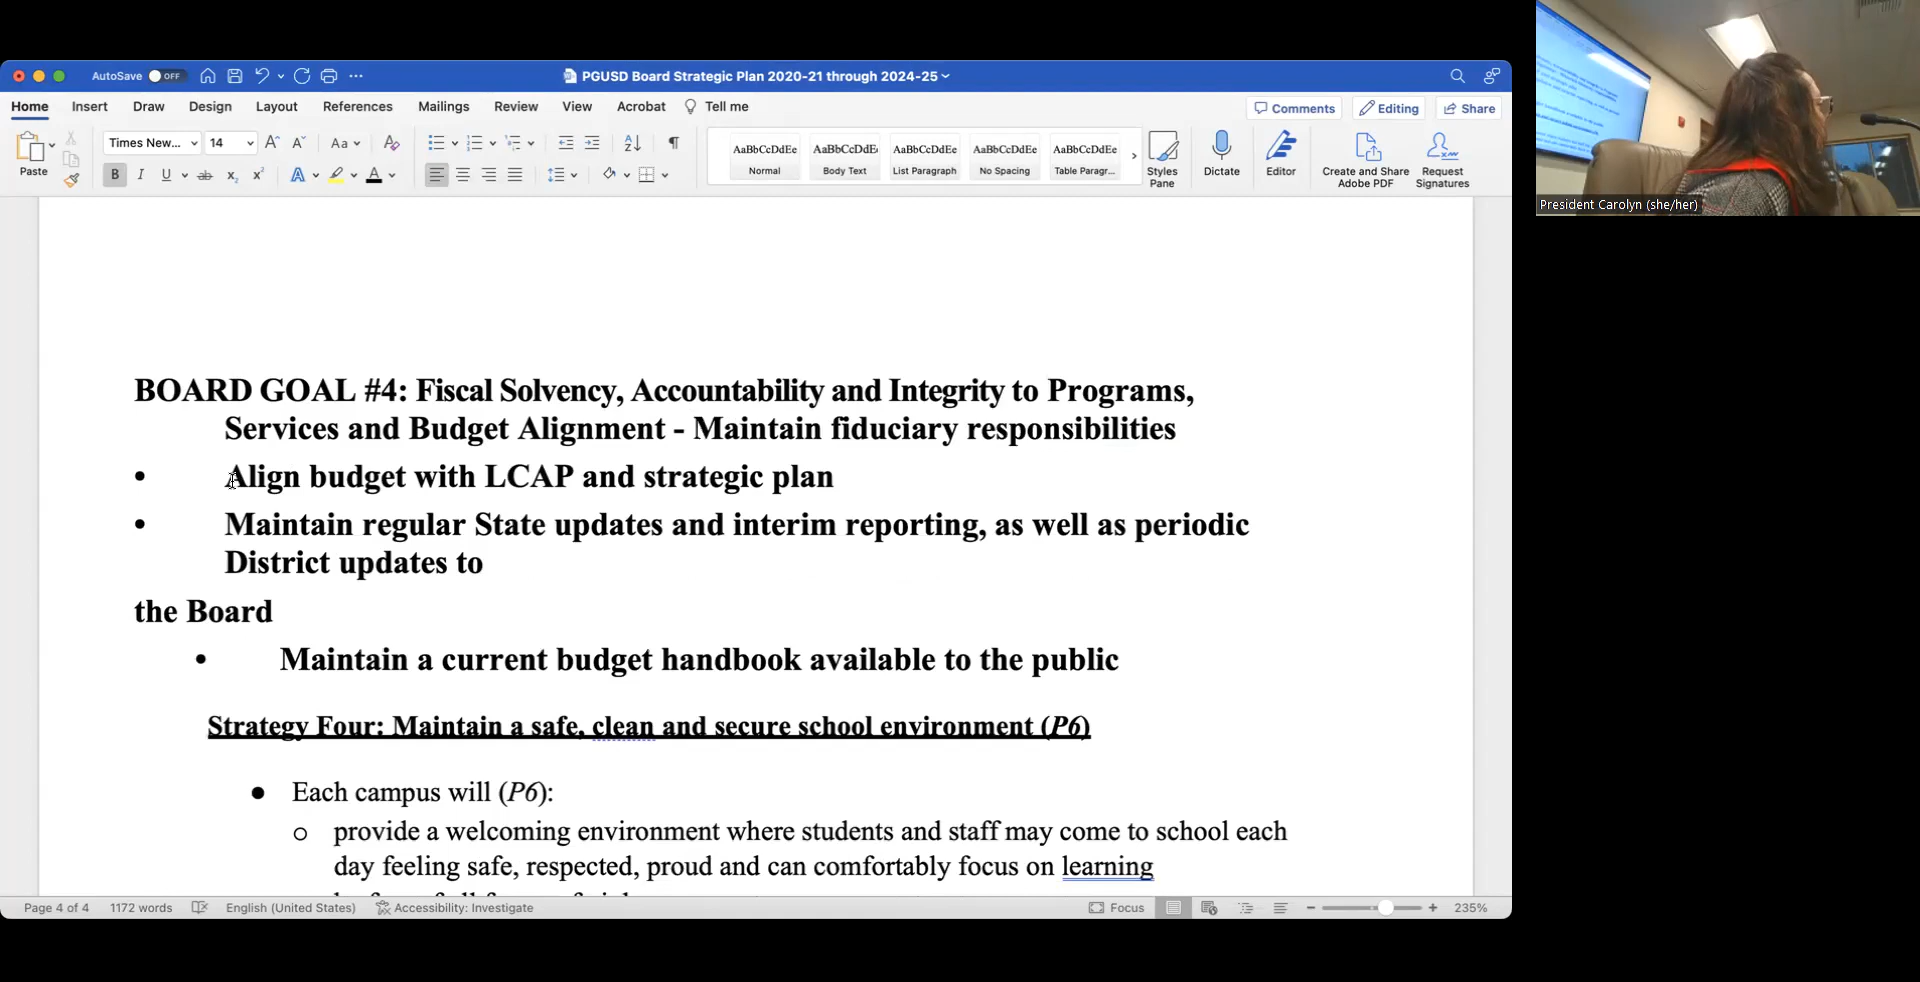 AutoSave OFF
PGUSD Board Strategic Plan 2020-21 through 2024-25
Home Insert Draw Design Layout References Mailings Review View Acrobat Tell me
Comments Editing Share
Paste
Times New... 14
AaBbCcDdEe AaBbCcDdE AaBbCcDdEe AaBbCcDdEe AaBbCcDdEe
Normal Body Text List Paragraph No Spacing Table Paragr...
Styles Pane
Dictate
Editor
Create and Share Adobe PDF
Request Signatures
BOARD GOAL #4: Fiscal Solvency, Accountability and Integrity to Programs,
Services and Budget Alignment - Maintain fiduciary responsibilities
• Align budget with LCAP and strategic plan
• Maintain regular State updates and interim reporting, as well as periodic
District updates to
the Board
• Maintain a current budget handbook available to the public
Strategy Four: Maintain a safe, clean and secure school environment (P6)
● Each campus will (P6):
o provide a welcoming environment where students and staff may come to school each
day feeling safe, respected, proud and can comfortably focus on learning
Page 4 of 4 1172 words English (United States) Accessibility: Investigate
Focus 235%
President Carolyn (she/her)